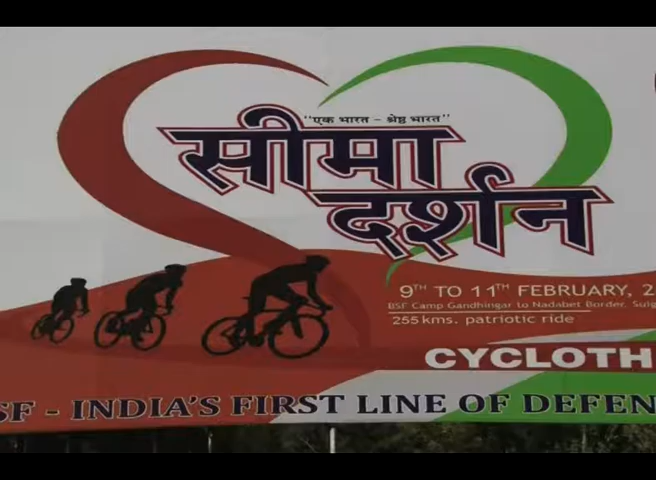 "एक भारत - श्रेष्ठ भारत"
सीमा
दर्शन
9TH TO 11TH FEBRUARY, 2
BSF Camp Gandhinagar to Nadabet Border, Suig
255 kms. patriotic ride
CYCLOTH
SF - INDIA'S FIRST LINE OF DEFEN